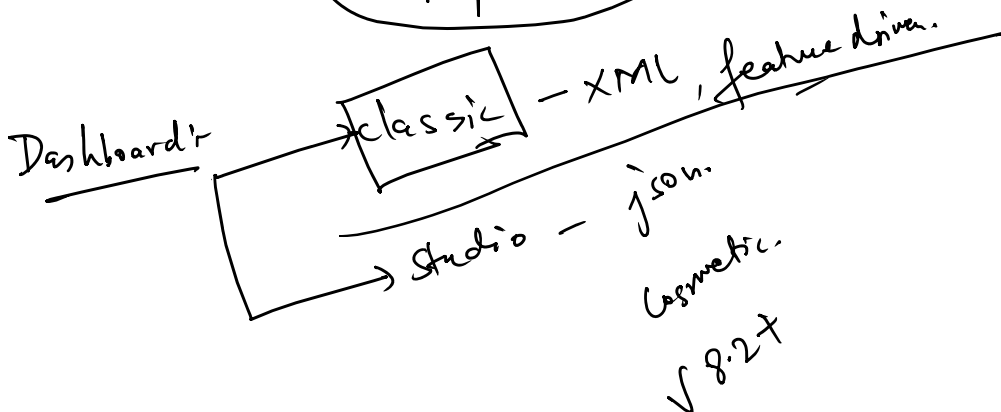 Dashboard's
classic - XML, feature driven.
Studio - json.
Cosmetic.
√ 8.2+